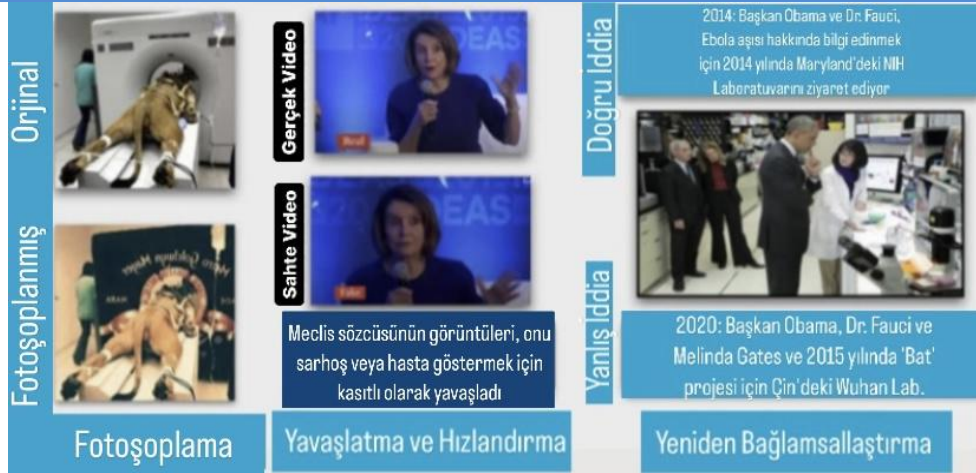 Orjinal
Fotoşoplanmış
Fotoşoplama
Gerçek Video
Sahte Video
Meclis sözcüsünün görüntüleri, onu
sarhoş veya hasta göstermek için
kasıtlı olarak yavaşladı
Yavaşlatma ve Hızlandırma
Doğru İddia
2014: Başkan Obama ve Dr. Fauci,
Ebola aşısı hakkında bilgi edinmek
için 2014 yılında Maryland'deki NIH
Laboratuvarını ziyaret ediyor
Yanlış İddia
2020: Başkan Obama, Dr. Fauci ve
Melinda Gates ve 2015 yılında 'Bat'
projesi için Çin'deki Wuhan Lab.
Yeniden Bağlamsallaştırma